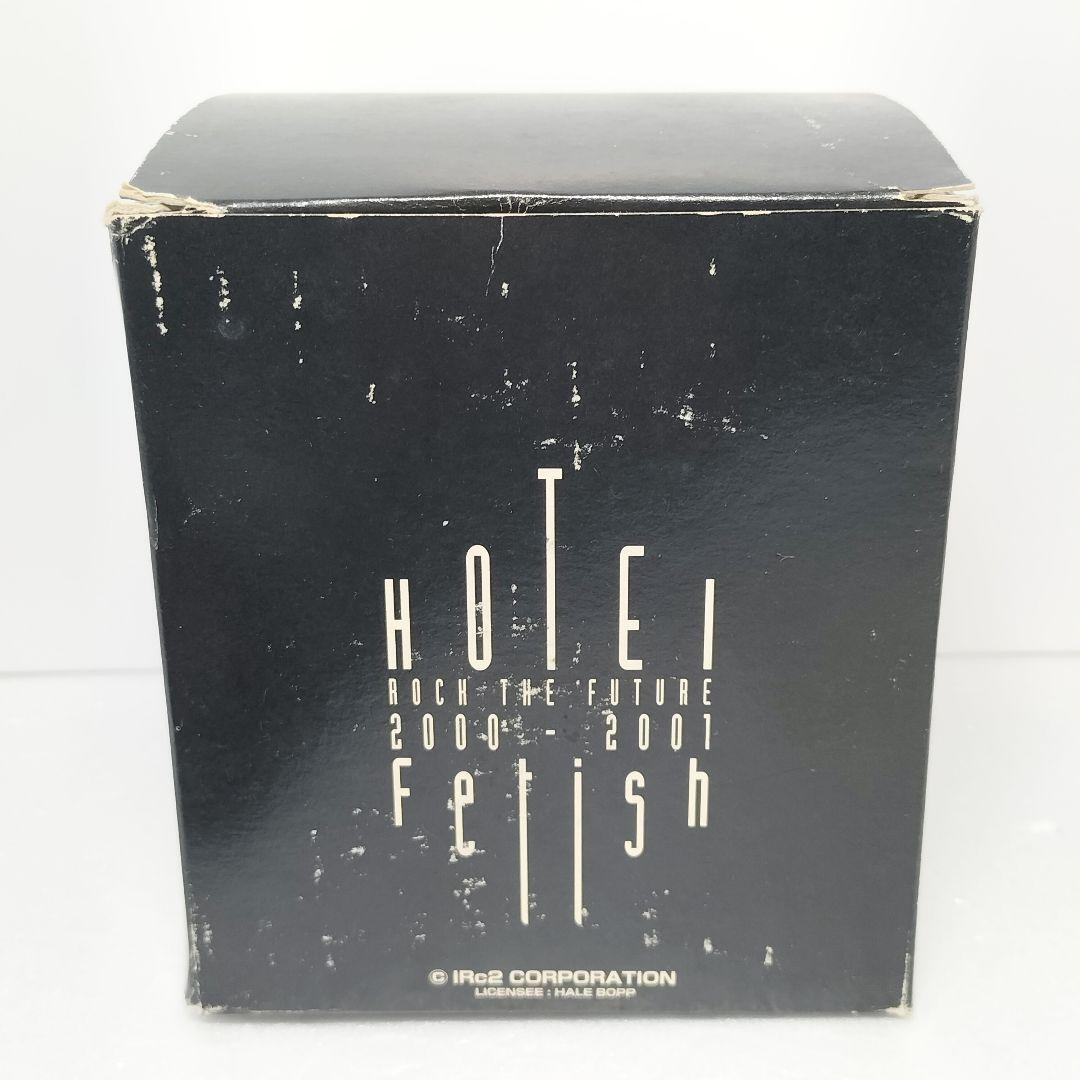 HOTEI
ROCK THE FUTURE
2000 - 2001
Fetish
© IRc2 CORPORATION
LICENSEE : HALE BOPP